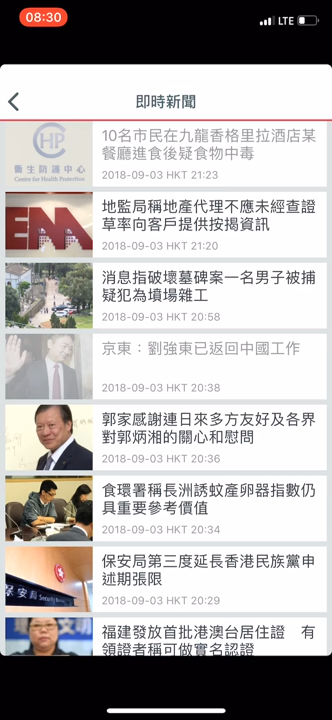 08:30
LTE
即時新聞
CHP
衞生防護中心
Centre for Health Protection
10名市民在九龍香格里拉酒店某
餐廳進食後疑食物中毒
2018-09-03 HKT 21:23
地監局稱地產代理不應未經查證
草率向客戶提供按揭資訊
2018-09-03 HKT 21:20
消息指破壞墓碑案一名男子被捕
疑犯為墳場雜工
2018-09-03 HKT 20:58
京東：劉強東已返回中國工作
2018-09-03 HKT 20:38
郭家感謝連日來多方友好及各界
對郭炳湘的關心和慰問
2018-09-03 HKT 20:36
食環署稱長洲誘蚊產卵器指數仍
具重要參考價值
2018-09-03 HKT 20:34
保安局
Security
保安局第三度延長香港民族黨申
述期張限
2018-09-03 HKT 20:29
福建發放首批港澳台居住證　有
領證者稱可做實名認證